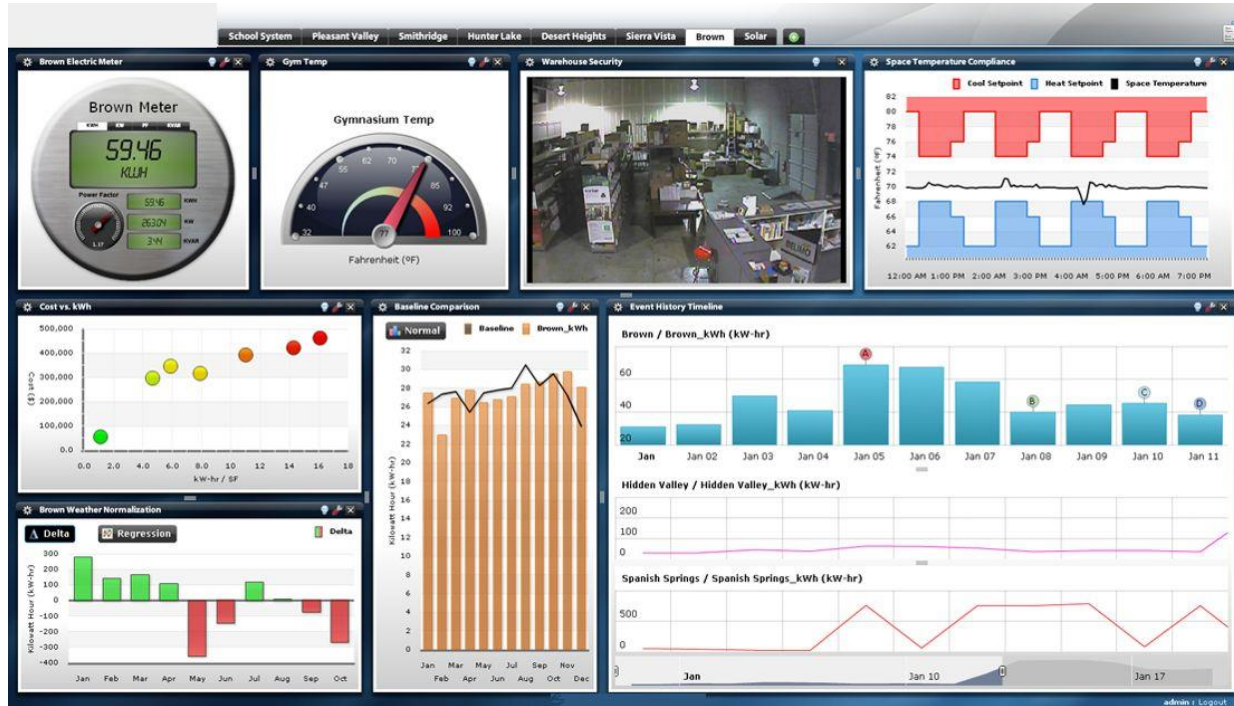 School System Pleasant Valley Smithridge Hunter Lake Desert Heights Sierra Vista Brown Solar
Brown Electric Meter
Brown Meter
KWH KW PF KVAR
59.46
KWH
Power Factor
59.46 KWH
263.04 KW
3.44 KVAR
Gym Temp
Gymnasium Temp
32 40 47 55 62 70 85 92 100
77
Fahrenheit (ºF)
Warehouse Security
BELIMO
Space Temperature Compliance
Cool Setpoint Heat Setpoint Space Temperature
82
80
78
76
74
72
70
68
66
64
62
Fahrenheit (ºF)
12:00 AM 1:00 PM 2:00 AM 3:00 PM 4:00 AM 5:00 PM 6:00 AM 7:00 PM
Cost vs. kWh
500,000
400,000
300,000
200,000
100,000
0.0
Cost ($)
0.0 2.0 4.0 6.0 8.0 10 12 14 16 18
kW-hr / SF
Brown Weather Normalization
Delta Regression Delta
300
200
100
0
-100
-200
-300
-400
Kilowatt Hour (kW-hr)
Jan Feb Mar Apr May Jun Jul Aug Sep Oct
Baseline Comparison
Normal Baseline Brown_kWh
32
30
28
26
24
22
20
18
16
14
12
10
8
6
4
2
0
Kilowatt Hour (kW-hr)
Jan Mar May Jul Sep Nov
Feb Apr Jun Aug Oct Dec
Event History Timeline
Brown / Brown_kWh (kW-hr)
A
B
C
D
60
40
20
Jan Jan 02 Jan 03 Jan 04 Jan 05 Jan 06 Jan 07 Jan 08 Jan 09 Jan 10 Jan 11
Hidden Valley / Hidden Valley_kWh (kW-hr)
200
100
0
Spanish Springs / Spanish Springs_kWh (kW-hr)
500
0
Jan Jan 10 Jan 17
admin : Logout